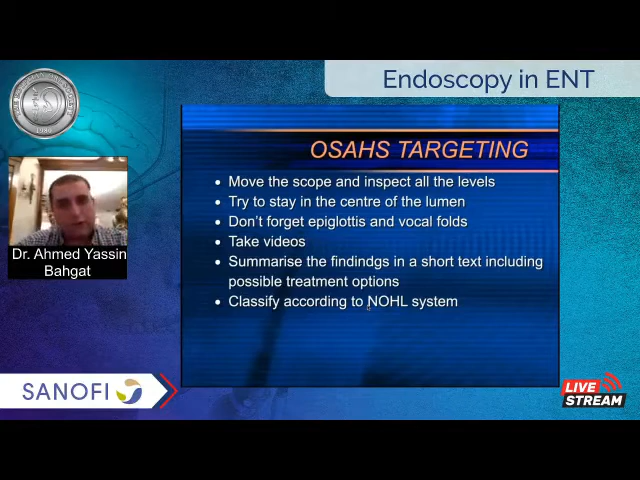 Endoscopy in ENT
OSAHS TARGETING
• Move the scope and inspect all the levels
• Try to stay in the centre of the lumen
• Don't forget epiglottis and vocal folds
• Take videos
• Summarise the findindgs in a short text including
possible treatment options
• Classify according to NOHL system
Dr. Ahmed Yassin
Bahgat
SANOFI
LIVE
STREAM